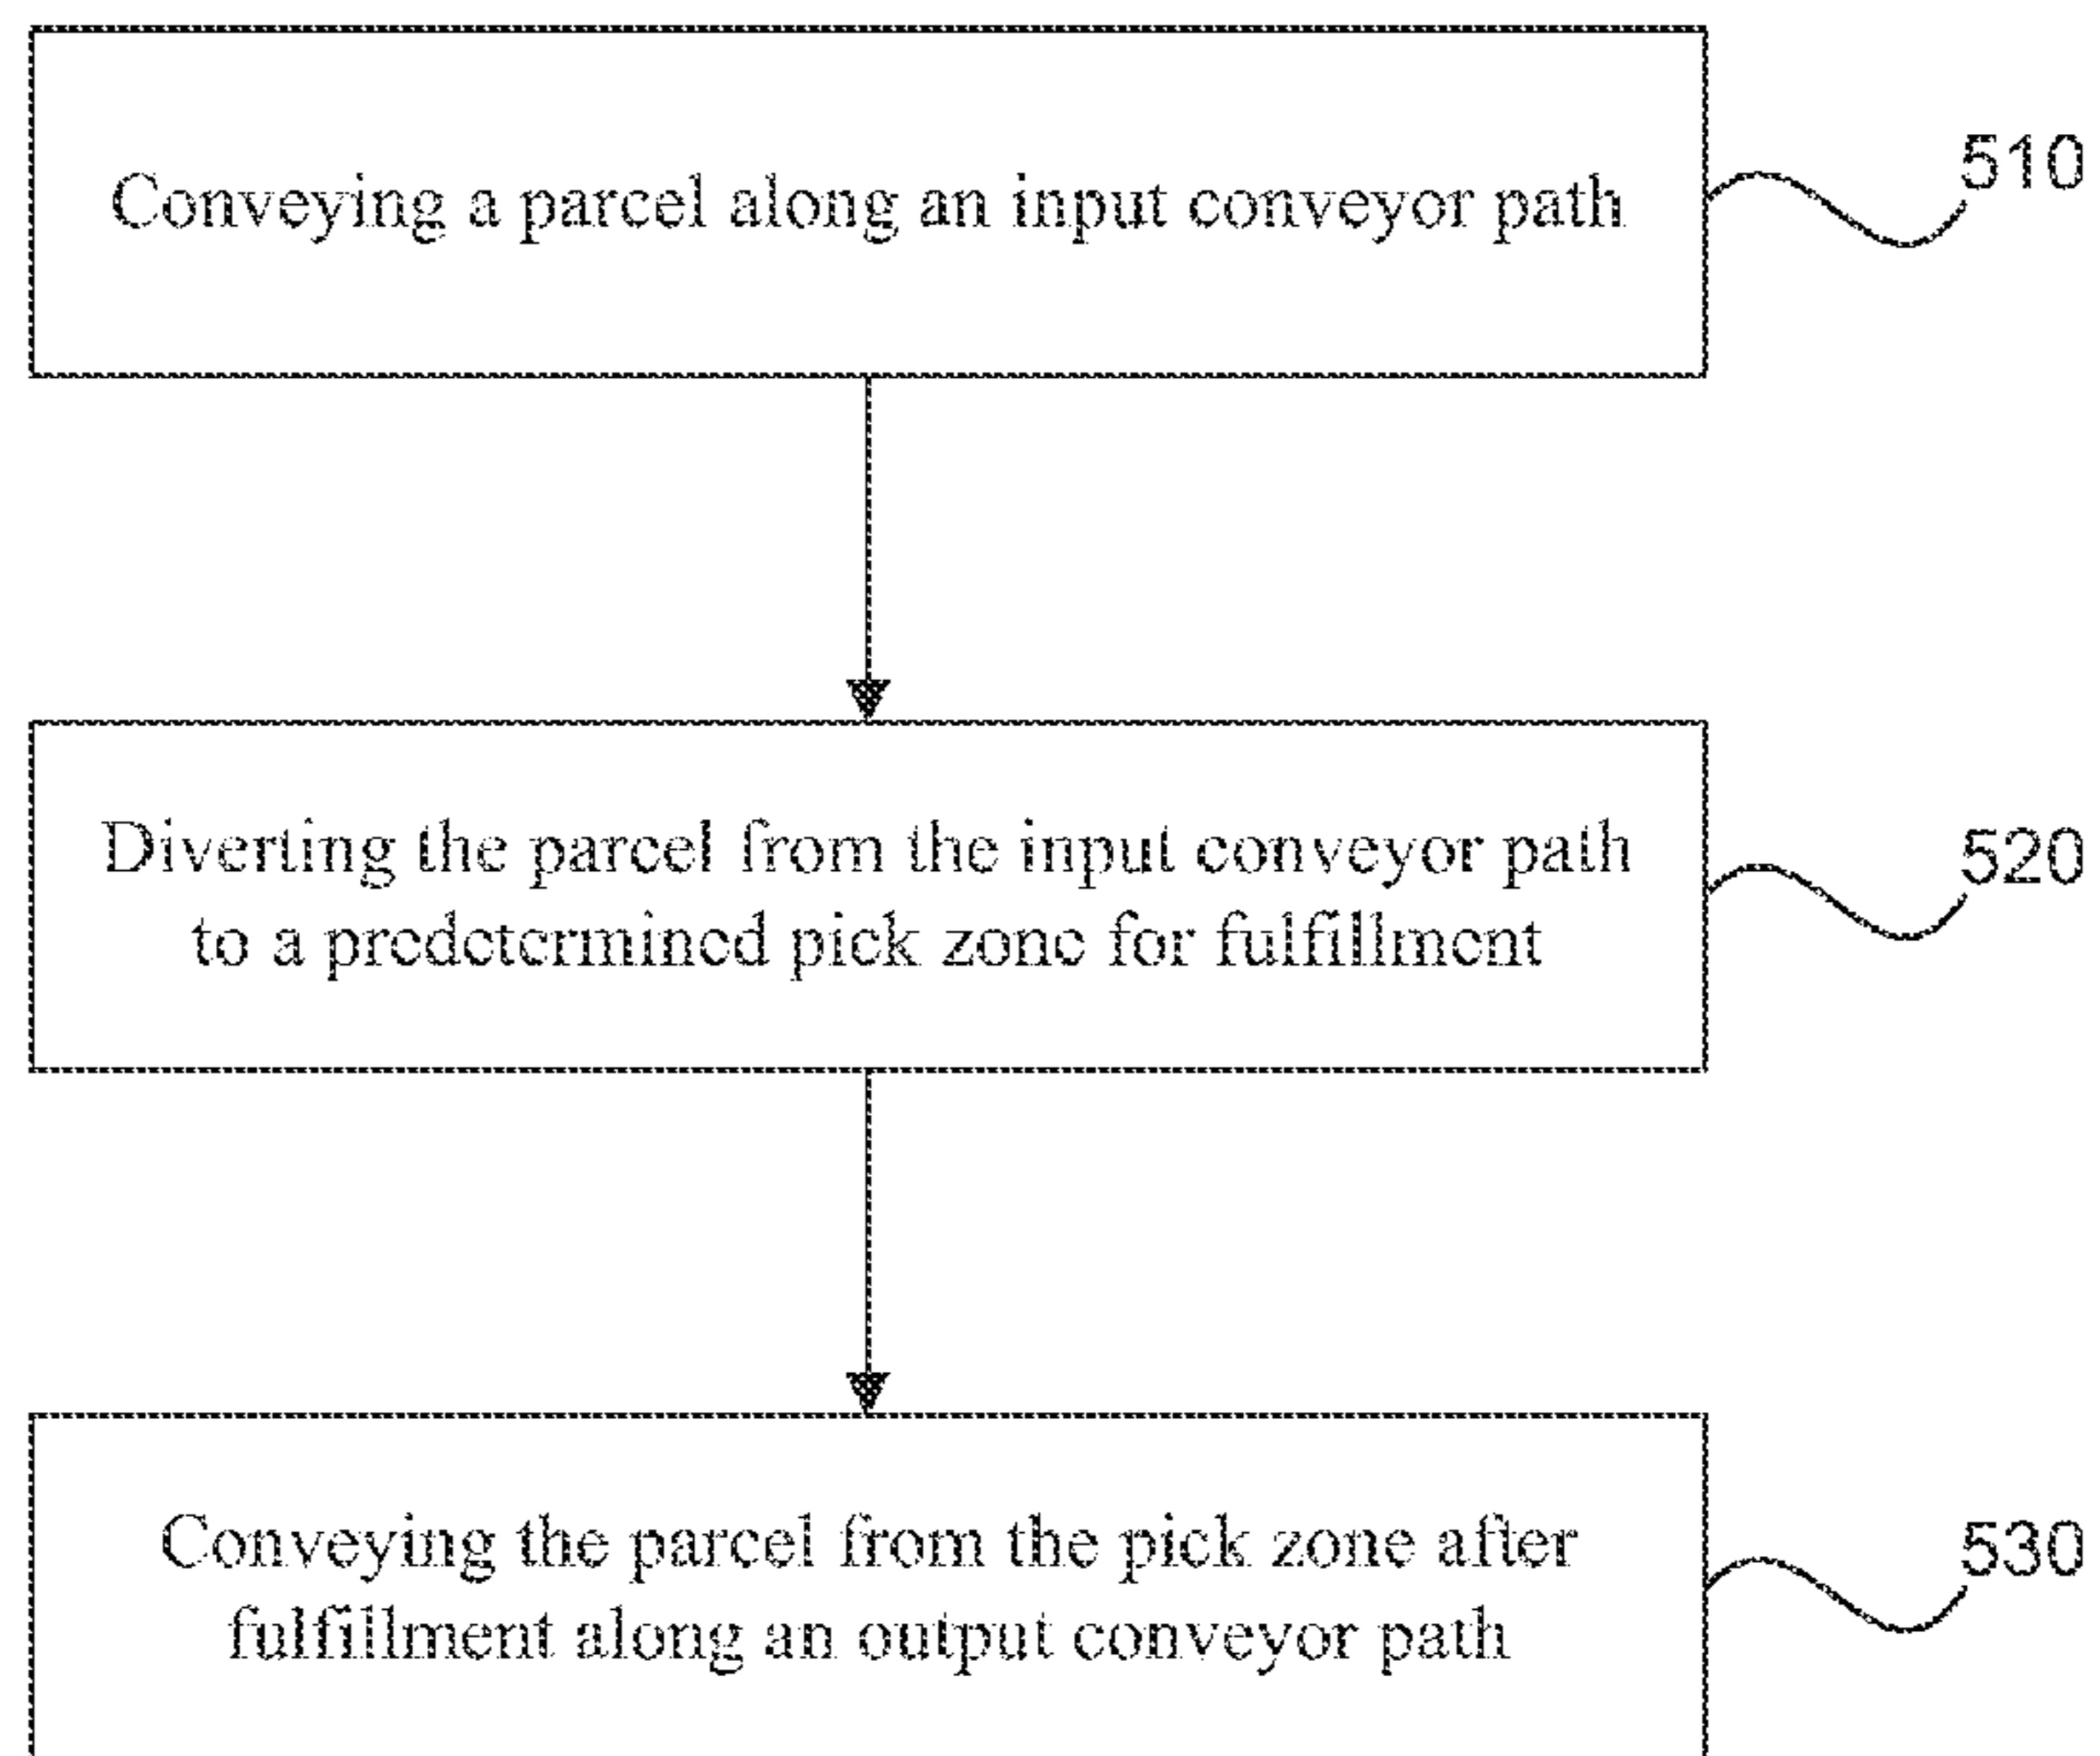 Conveying a parcel along an input conveyor path
510
Diverting the parcel from the input conveyor path
to a predetermined pick zone for fulfillment
520
Conveying the parcel from the pick zone after
fulfillment along an output conveyor path
530